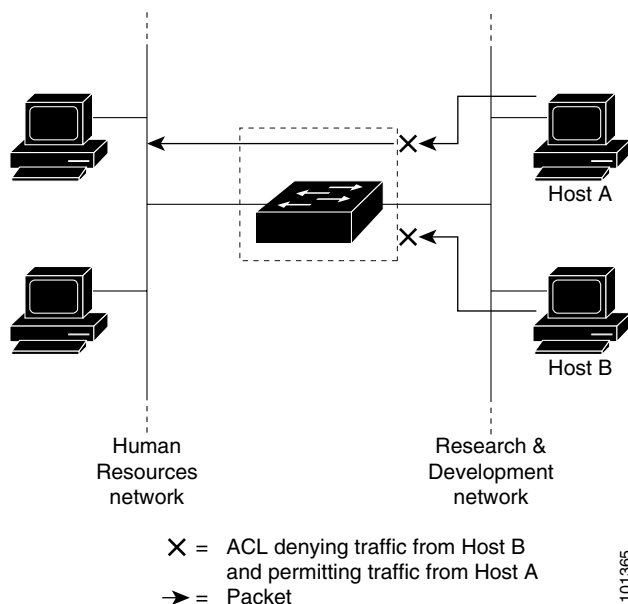 Host A
Host B
Human
Resources
network
Research &
Development
network
X = ACL denying traffic from Host B
and permitting traffic from Host A
= Packet
101365